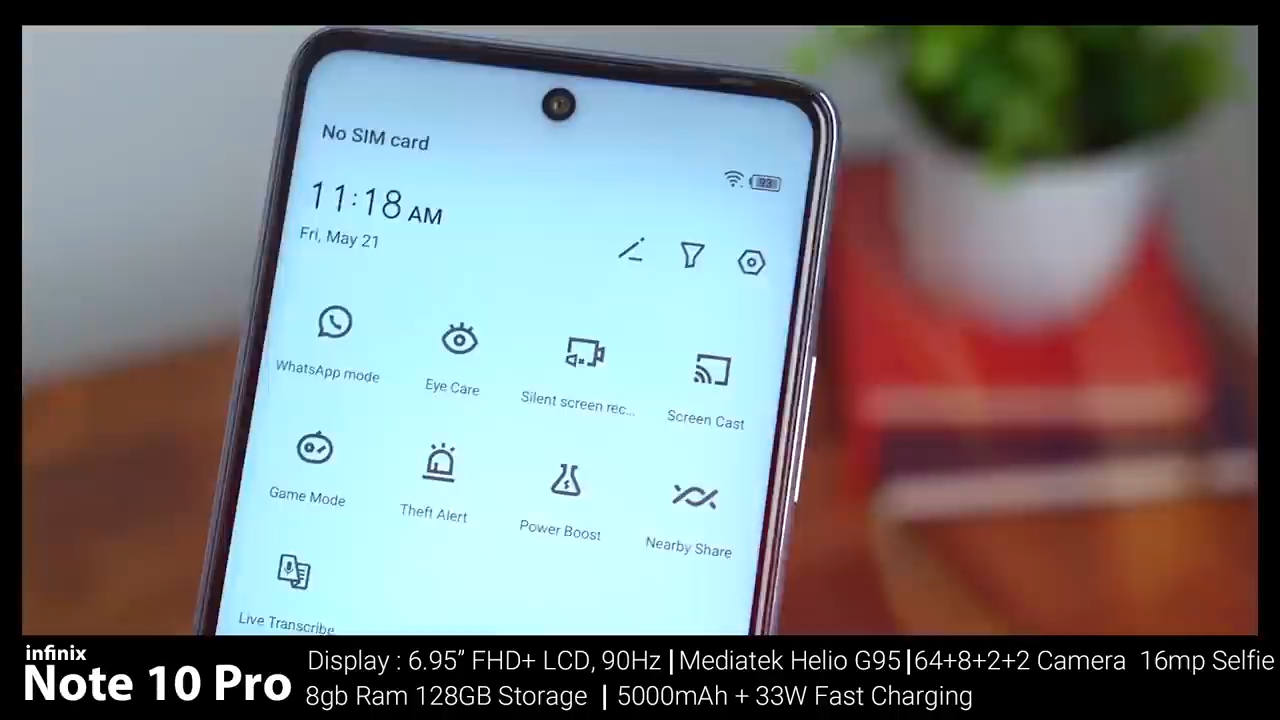 No SIM card
93
11:18 AM
Fri, May 21
WhatsApp mode
Eye Care
Silent screen rec...
Screen Cast
Game Mode
Theft Alert
Power Boost
Nearby Share
Live Transcribe
infinix
Note 10 Pro
Display : 6.95” FHD+ LCD, 90Hz | Mediatek Helio G95 | 64+8+2+2 Camera 16mp Selfie
8gb Ram 128GB Storage | 5000mAh + 33W Fast Charging